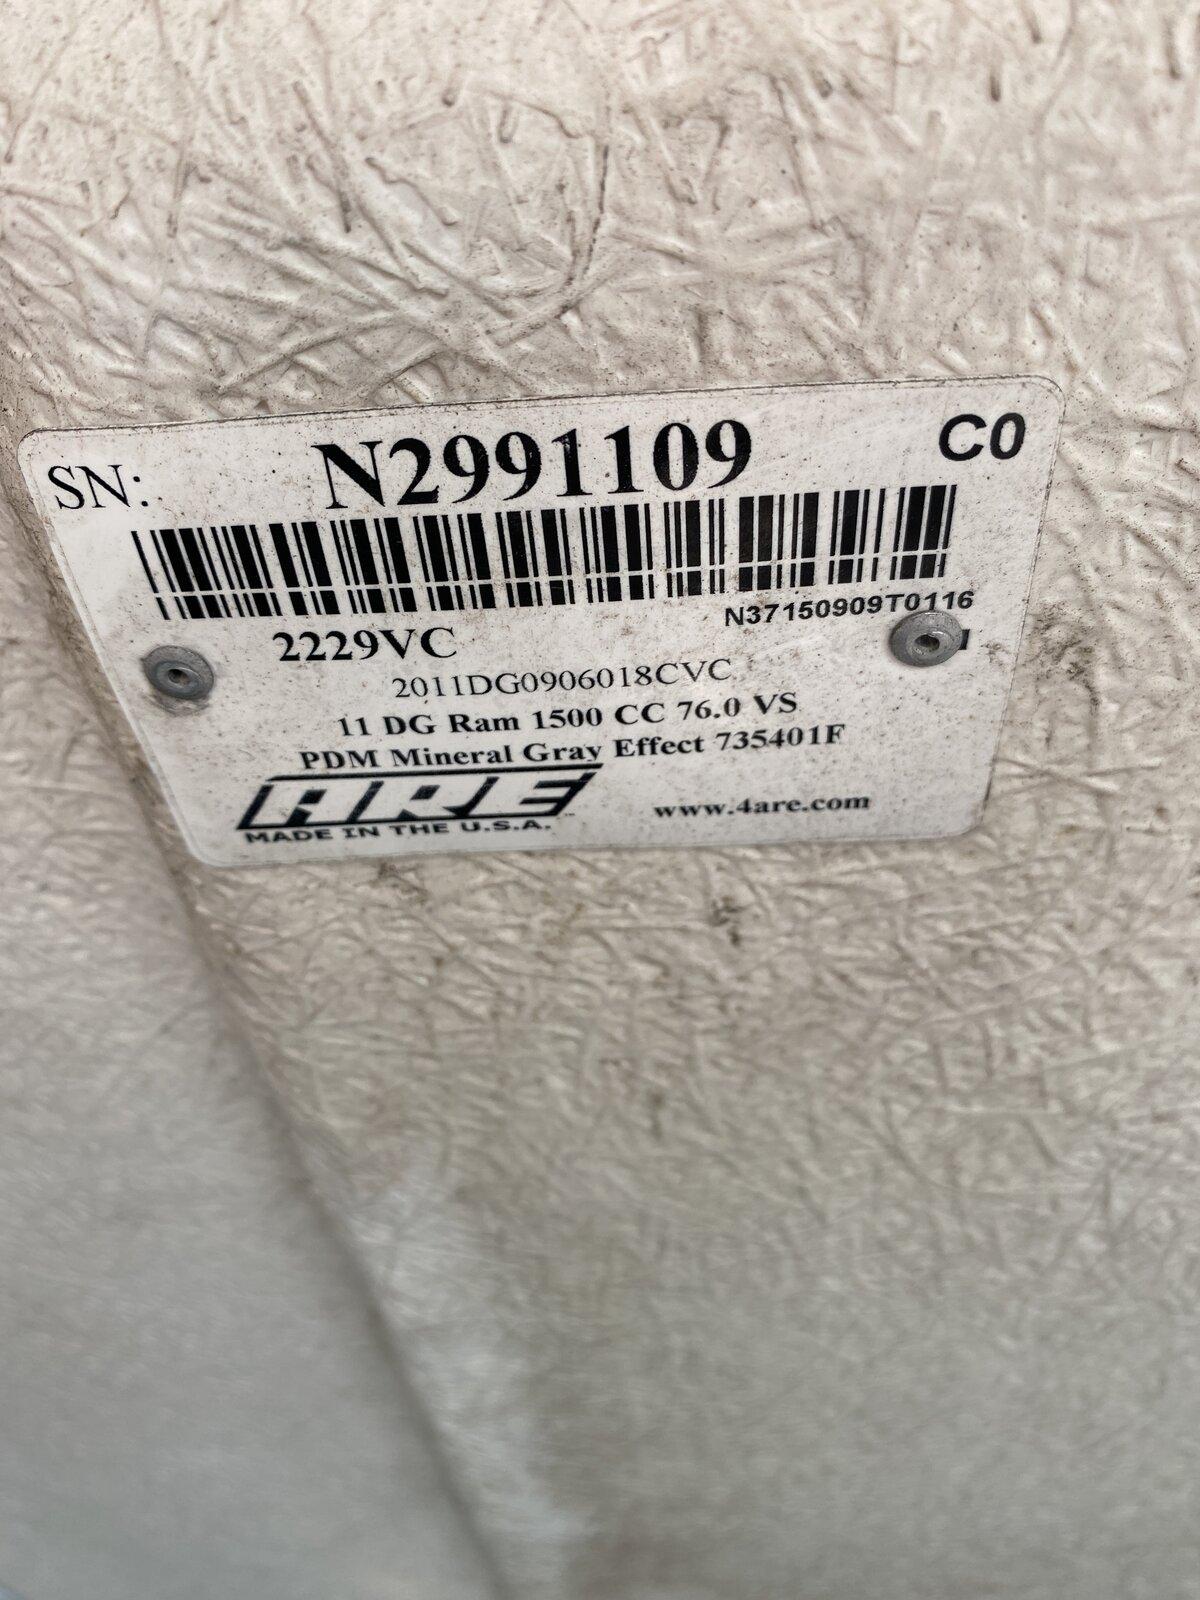 SN: N2991109 C0
N37150909T0116
2229VC
2011DG0906018CVC
11 DG Ram 1500 CC 76.0 VS
PDM Mineral Gray Effect 735401F
ARE
MADE IN THE U.S.A.
www.4are.com